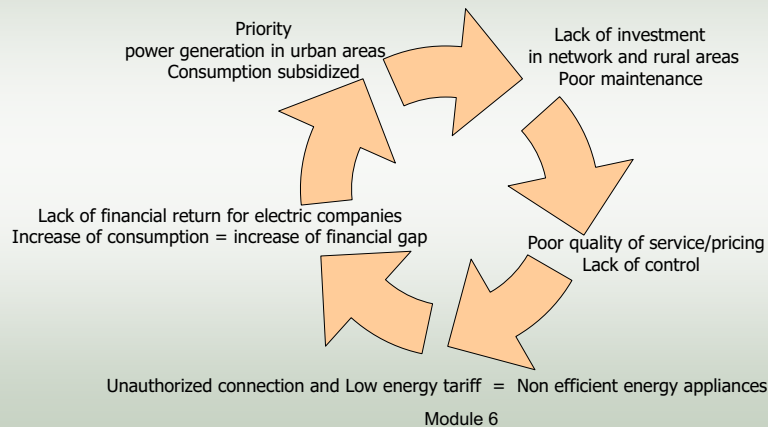 Priority
power generation in urban areas
Consumption subsidized
Lack of investment
in network and rural areas
Poor maintenance
Poor quality of service/pricing
Lack of control
Unauthorized connection and Low energy tariff = Non efficient energy appliances
Lack of financial return for electric companies
Increase of consumption = increase of financial gap
Module 6